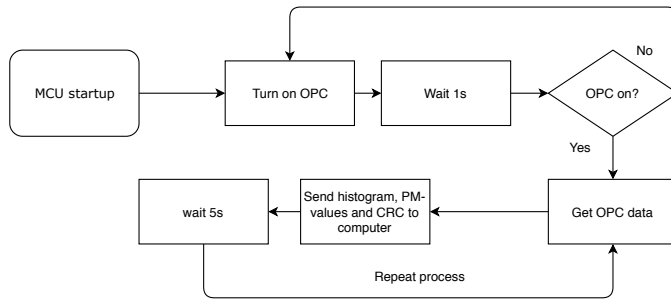 No
MCU startup
Turn on OPC
Wait 1s
OPC on?
Yes
Send histogram, PM-
values and CRC to
computer
wait 5s
Get OPC data
Repeat process